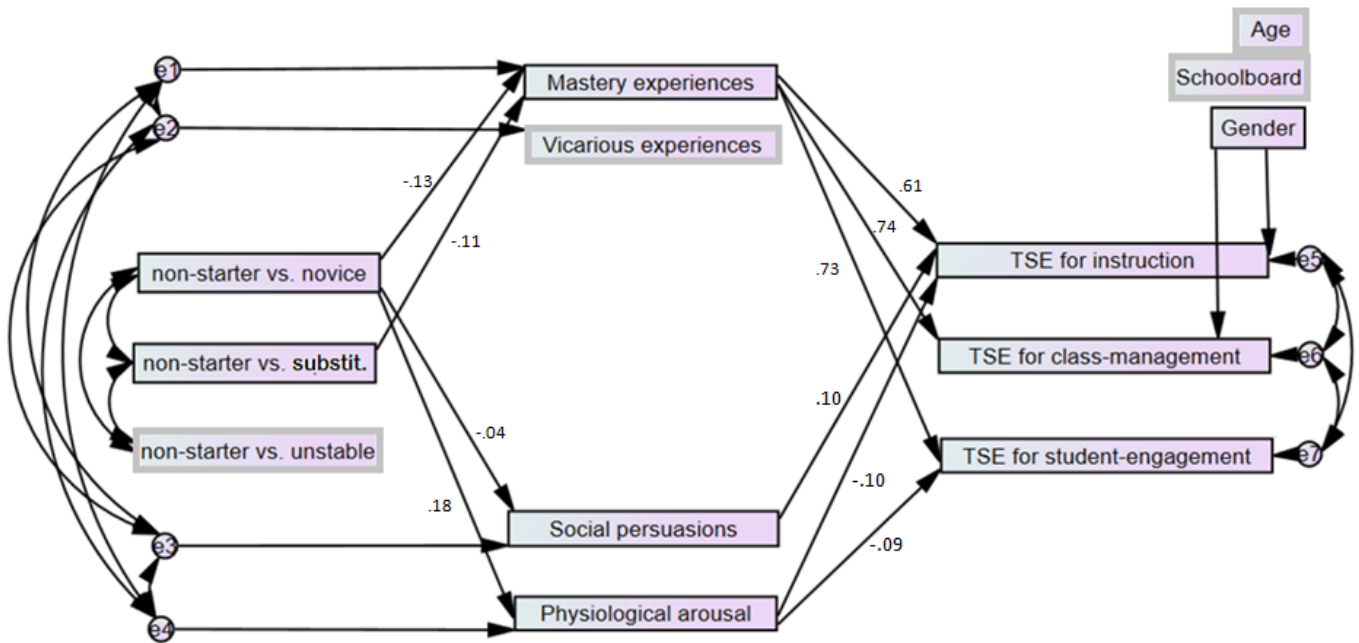 Age
Schoolboard
Gender
e1
Mastery experiences
e2
Vicarious experiences
-.13
.61
.74
-.11
.73
non-starter vs. novice
TSE for instruction
e5
non-starter vs. substit.
TSE for class-management
e6
.10
-.04
non-starter vs. unstable
TSE for student-engagement
e7
-.10
.18
Social persuasions
-.09
e3
Physiological arousal
e4